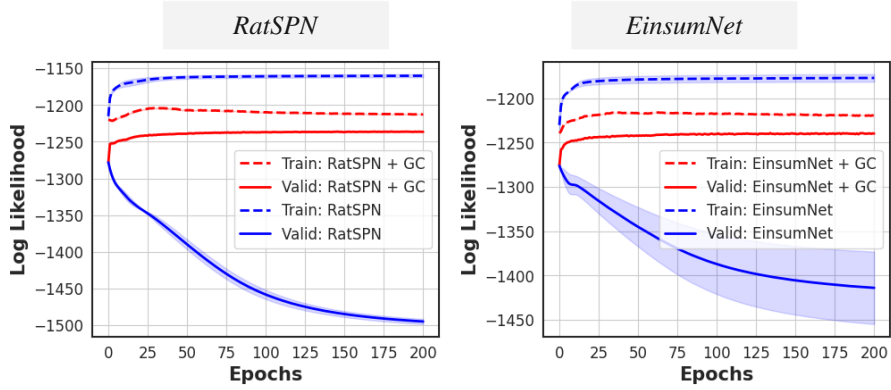 RatSPN
EinsumNet
Log Likelihood
−1150
−1200
−1250
−1300
−1350
−1400
−1450
−1500
Train: RatSPN + GC
Valid: RatSPN + GC
Train: RatSPN
Valid: RatSPN
0 25 50 75 100 125 150 175 200
Epochs
Log Likelihood
−1200
−1250
−1300
−1350
−1400
−1450
Train: EinsumNet + GC
Valid: EinsumNet + GC
Train: EinsumNet
Valid: EinsumNet
0 25 50 75 100 125 150 175 200
Epochs